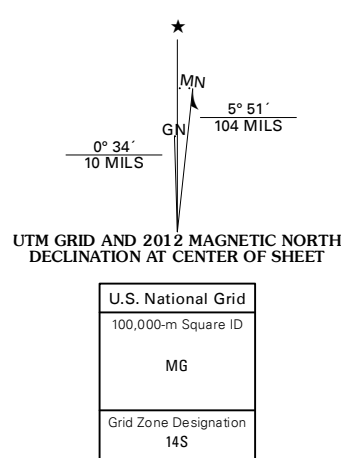 ★
MN
GN
5° 51´
104 MILS
0° 34´
10 MILS
UTM GRID AND 2012 MAGNETIC NORTH
DECLINATION AT CENTER OF SHEET
U.S. National Grid
100,000-m Square ID
MG
Grid Zone Designation
14S